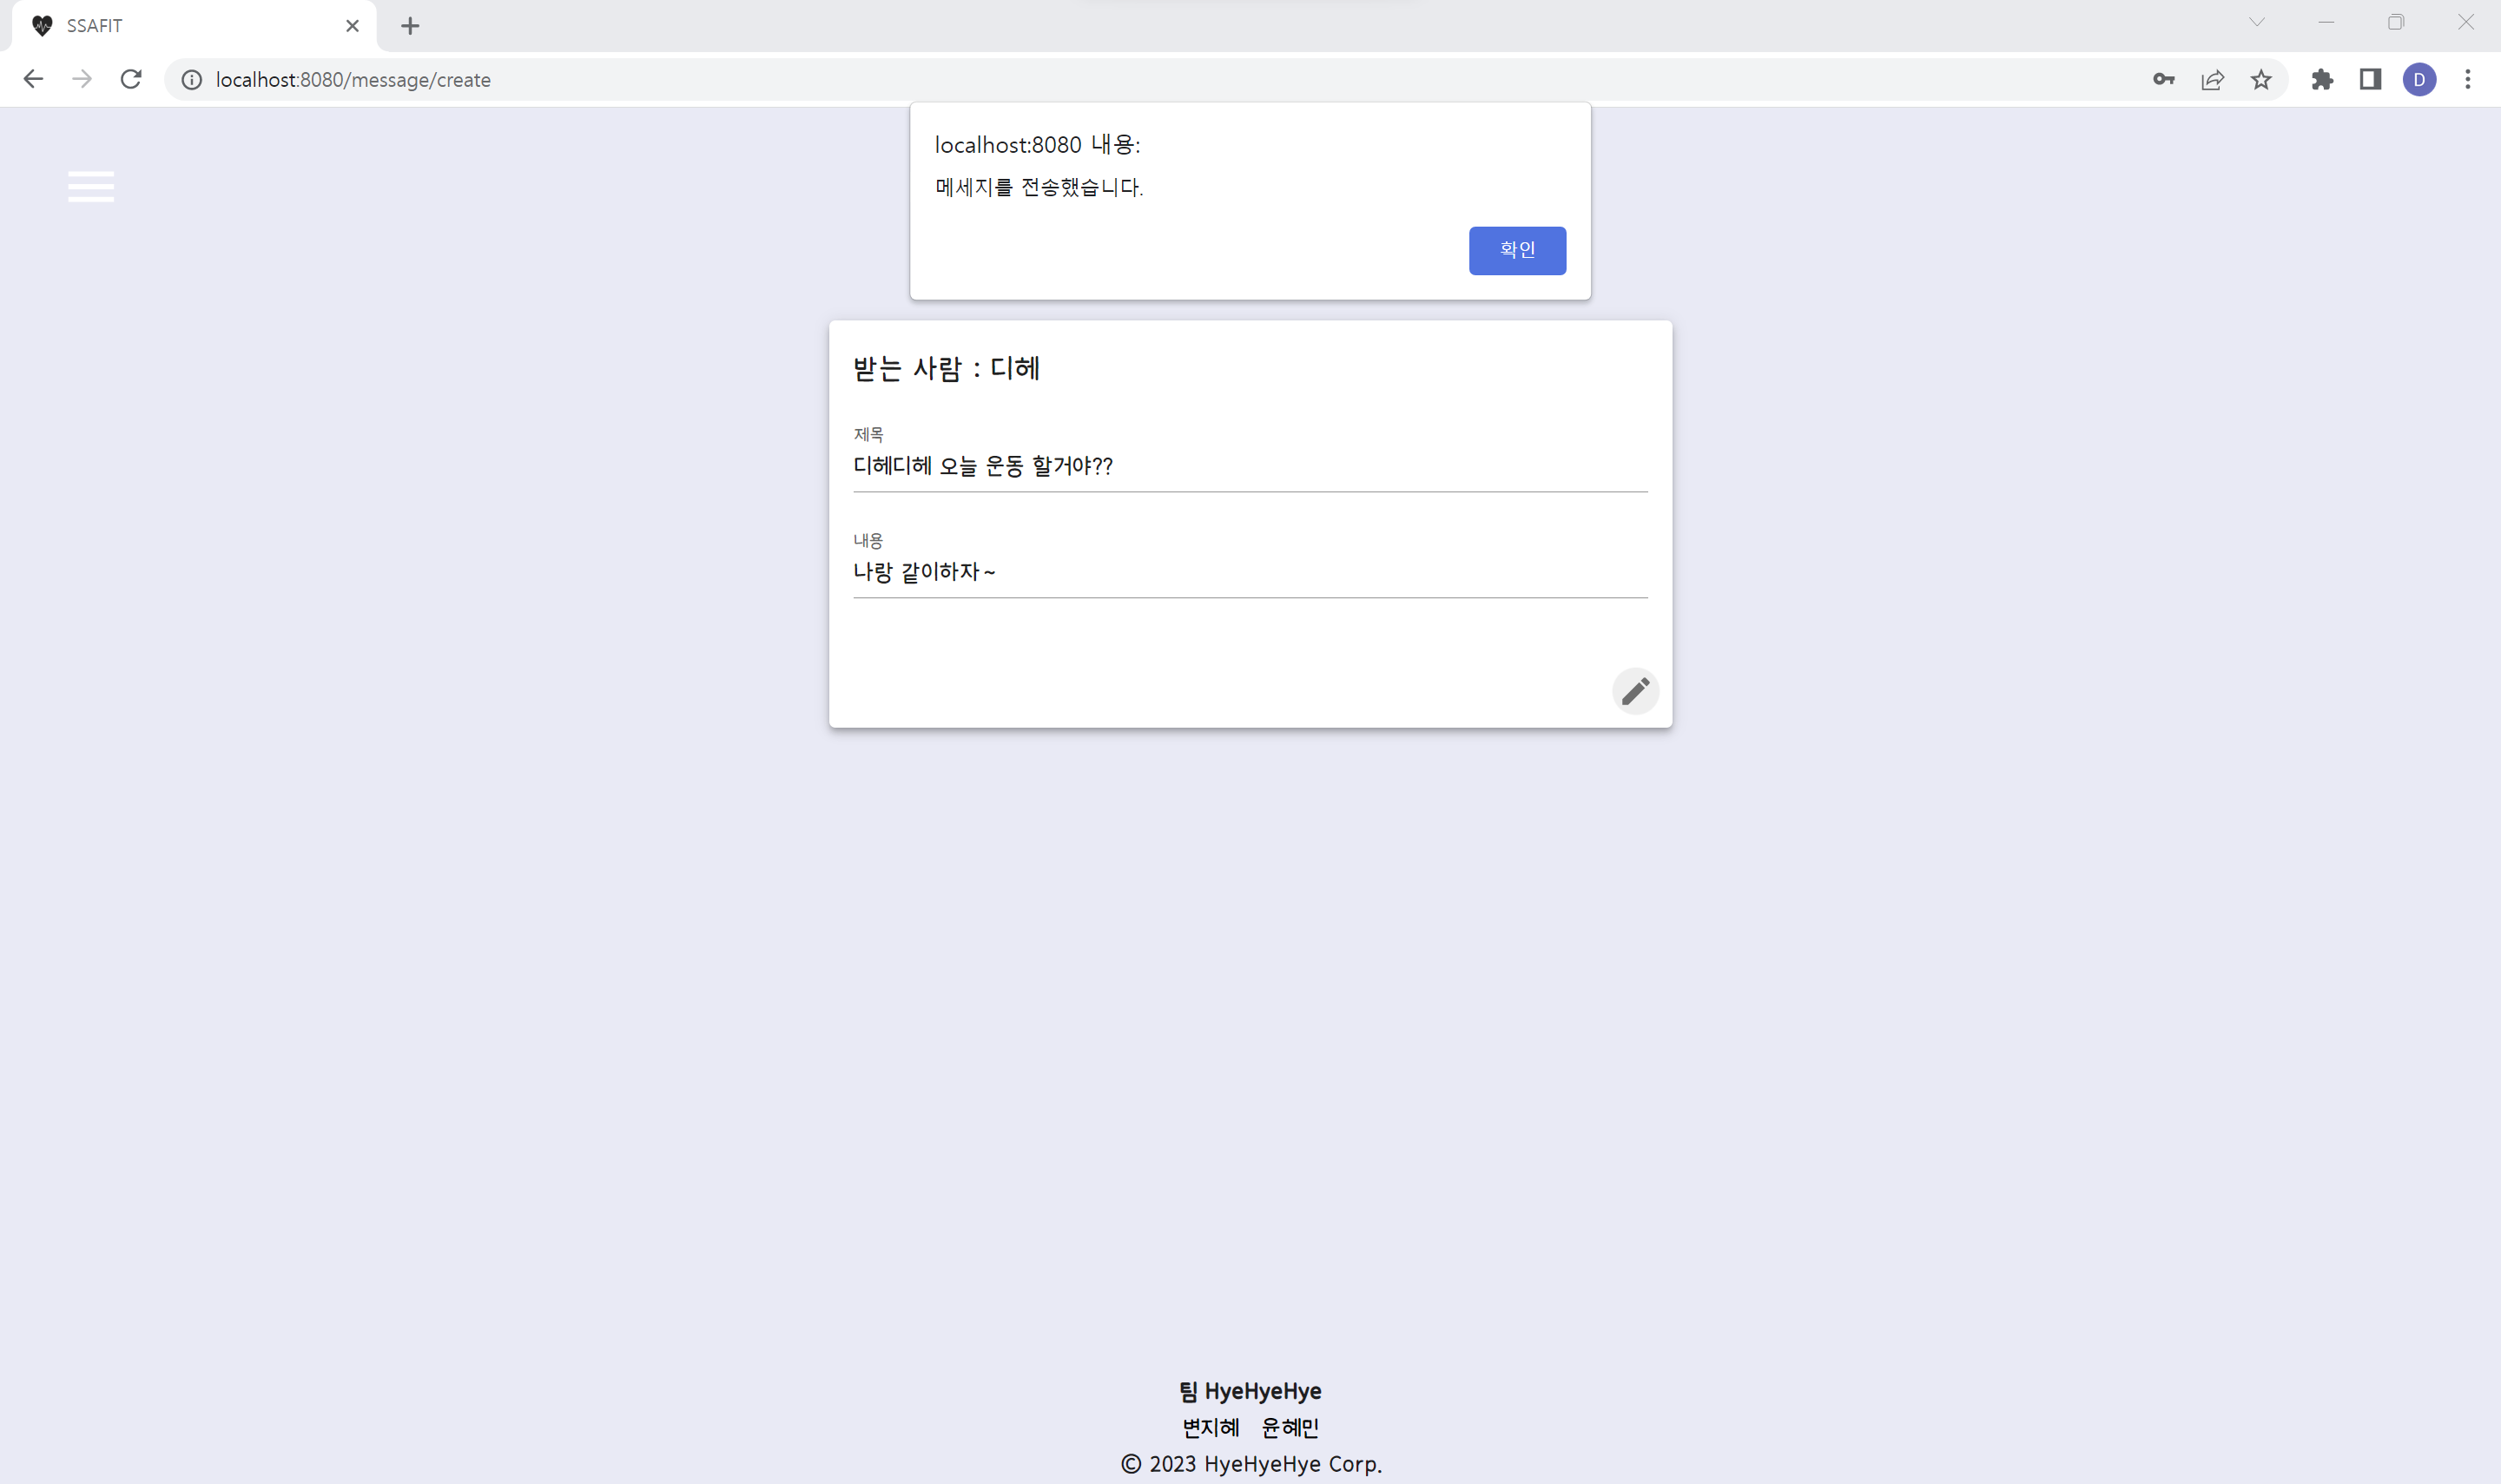 SSAFIT
localhost:8080/message/create
D
localhost:8080 내용:
메세지를 전송했습니다.
확인
받는 사람 : 디헤
제목
디헤디헤 오늘 운동 할거야??
내용
나랑 같이하자~
팀 HyeHyeHye
변지혜 윤혜민
© 2023 HyeHyeHye Corp.